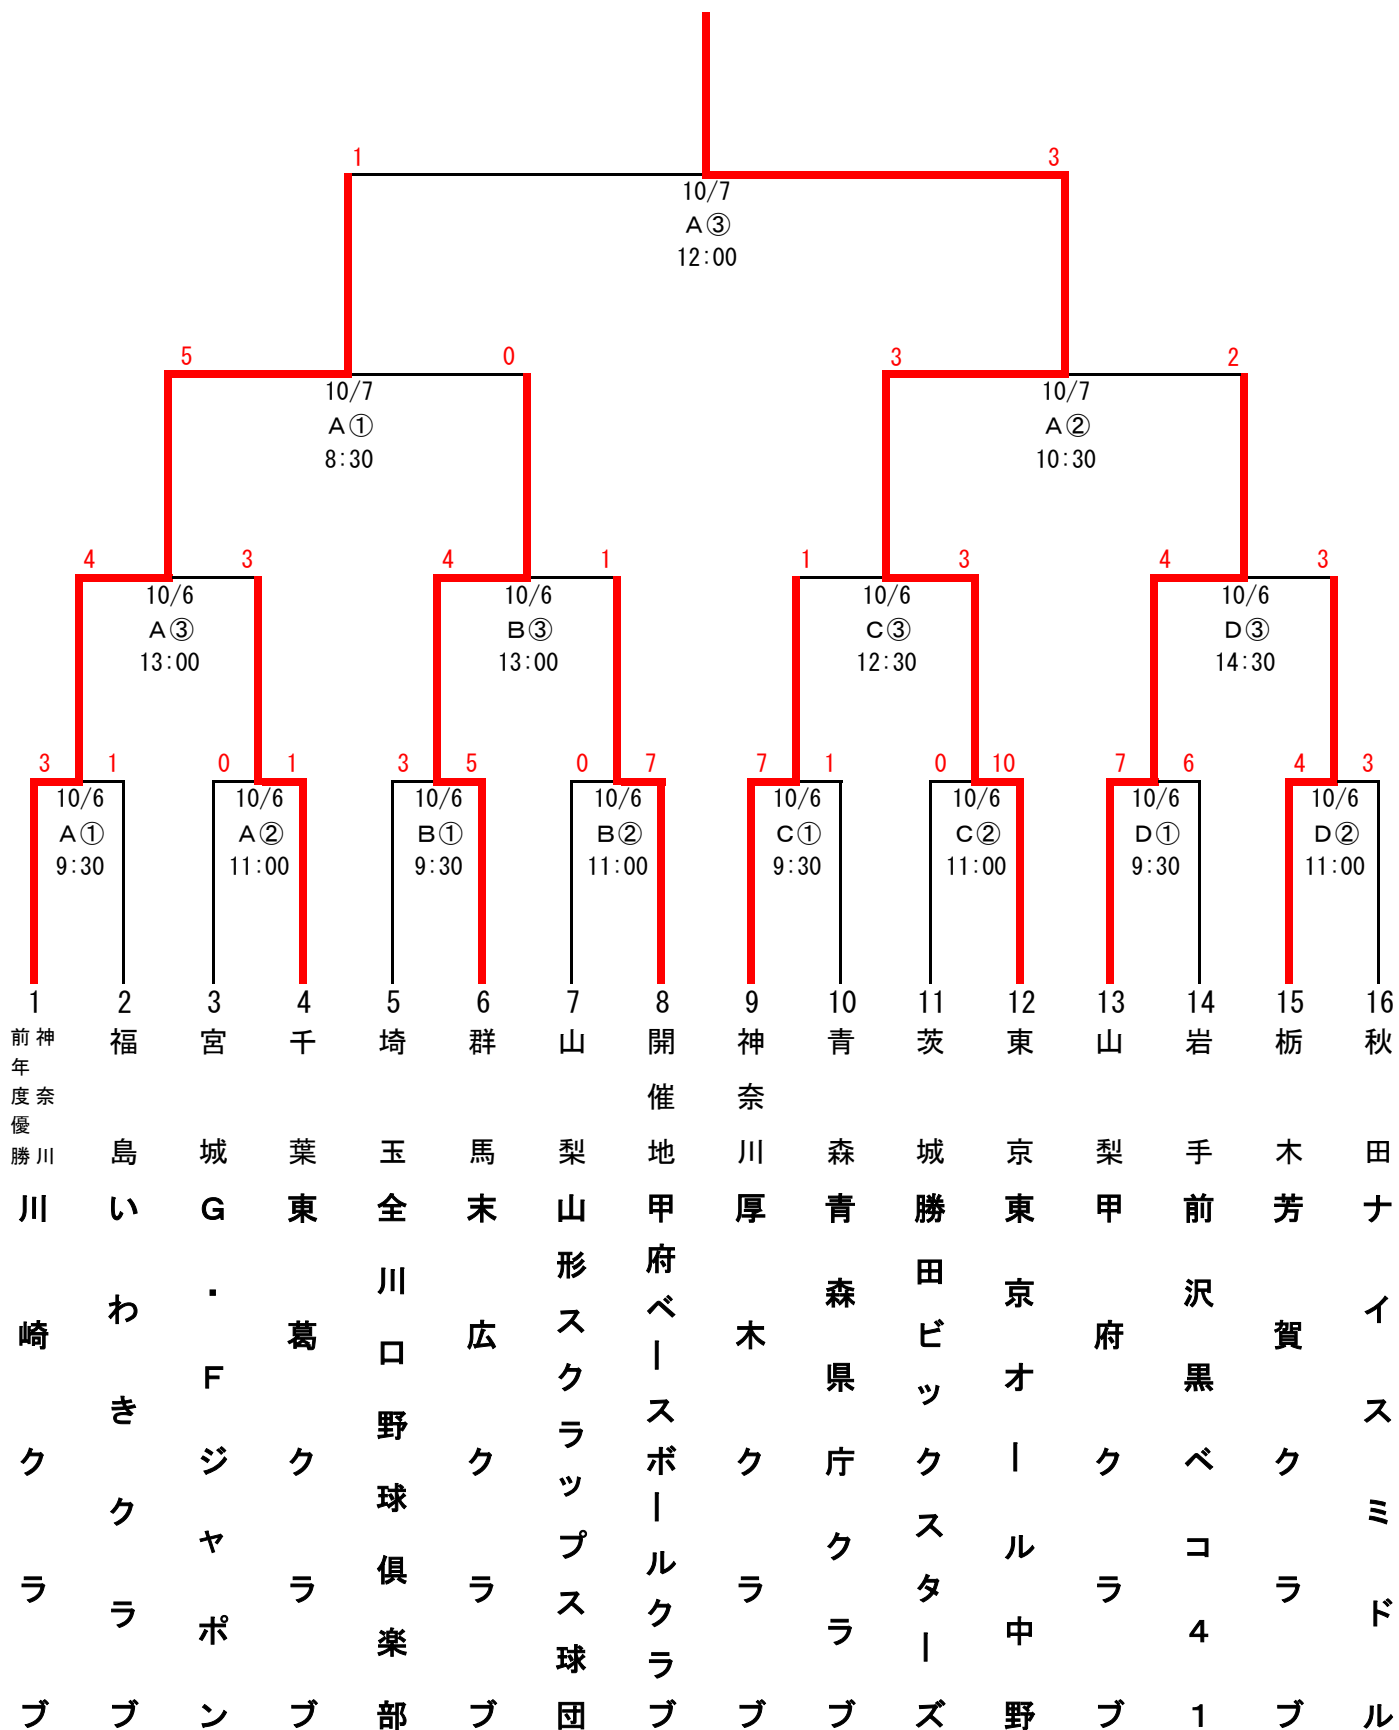 1 3
10/7
A③
12:00
5 0 3 2
10/7 10/7
A① A②
8:30 10:30
4 3 4 1 1 3 4 3
10/6 10/6 10/6 10/6
A③ B③ C③ D③
13:00 13:00 12:30 14:30
3 1 0 1 3 5 0 7 7 1 0 10 7 6 4 3
10/6 10/6 10/6 10/6 10/6 10/6 10/6 10/6
A① A② B① B② C① C② D① D②
9:30 11:00 9:30 11:00 9:30 11:00 9:30 11:00
1 2 3 4 5 6 7 8 9 10 11 12 13 14 15 16
神奈川
前年度優勝
川崎クラブ
福島
いわきクラブ
宮城
G.Fジャポン
千葉
東葛クラブ
埼玉
全川口野球倶楽部
群馬
末広クラブ
山梨
山形スクラップス球団
開催地
甲府ベースボールクラブ
神奈川
厚木クラブ
青森
青森県庁クラブ
茨城
勝田ビックスターズ
東京
東京オール中野
山梨
甲府クラブ
岩手
前沢黒ベコ41
栃木
芳賀クラブ
秋田
ナイスミドル